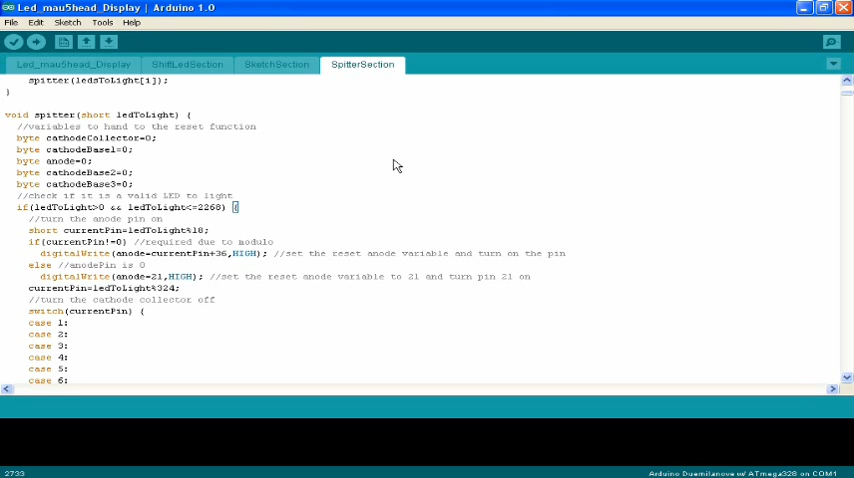 Led_mau5head_Display | Arduino 1.0
File Edit Sketch Tools Help
Led_mau5head_Display ShiftLedSection SketchSection SpitterSection
spitter(ledsToLight[i]);
}
void spitter(short ledToLight) {
//variables to hand to the reset function
byte cathodeCollector=0;
byte cathodeBase1=0;
byte anode=0;
byte cathodeBase2=0;
byte cathodeBase3=0;
//check if it is a valid LED to light
if(ledToLight>0 && ledToLight<=2268) {
//turn the anode pin on
short currentPin=ledToLight%18;
if(currentPin!=0) //required due to modulo
digitalWrite(anode=currentPin+36,HIGH); //set the reset anode variable and turn on the pin
else //anodePin is 0
digitalWrite(anode=21,HIGH); //set the reset anode variable to 21 and turn pin 21 on
currentPin=ledToLight%324;
//turn the cathode collector off
switch(currentPin) {
case 1:
case 2:
case 3:
case 4:
case 5:
case 6:
2733
Arduino Duemilanove w/ ATmega328 on COM1